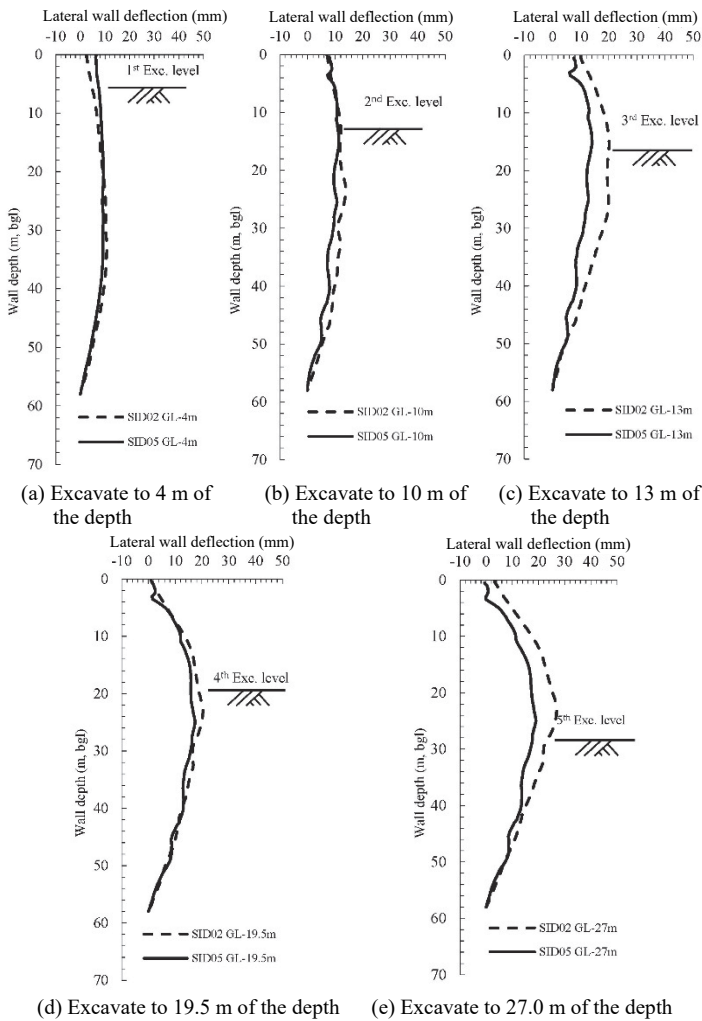 Lateral wall deflection (mm)
-10 0 10 20 30 40 50
0
10
20
30
40
50
60
70
Wall depth (m, bgl)
1st Exc. level
SID02 GL-4m
SID05 GL-4m
(a) Excavate to 4 m of
the depth
Lateral wall deflection (mm)
-10 0 10 20 30 40 50
0
10
20
30
40
50
60
70
Wall depth (m, bgl)
2nd Exc. level
SID02 GL-10m
SID05 GL-10m
(b) Excavate to 10 m of
the depth
Lateral wall deflection (mm)
-10 0 10 20 30 40 50
0
10
20
30
40
50
60
70
Wall depth (m, bgl)
3rd Exc. level
SID02 GL-13m
SID05 GL-13m
(c) Excavate to 13 m of
the depth
Lateral wall deflection (mm)
-10 0 10 20 30 40 50
0
10
20
30
40
50
60
70
Wall depth (m, bgl)
4th Exc. level
SID02 GL-19.5m
SID05 GL-19.5m
(d) Excavate to 19.5 m of the depth
Lateral wall deflection (mm)
-10 0 10 20 30 40 50
0
10
20
30
40
50
60
70
Wall depth (m, bgl)
5th Exc. level
SID02 GL-27m
SID05 GL-27m
(e) Excavate to 27.0 m of the depth